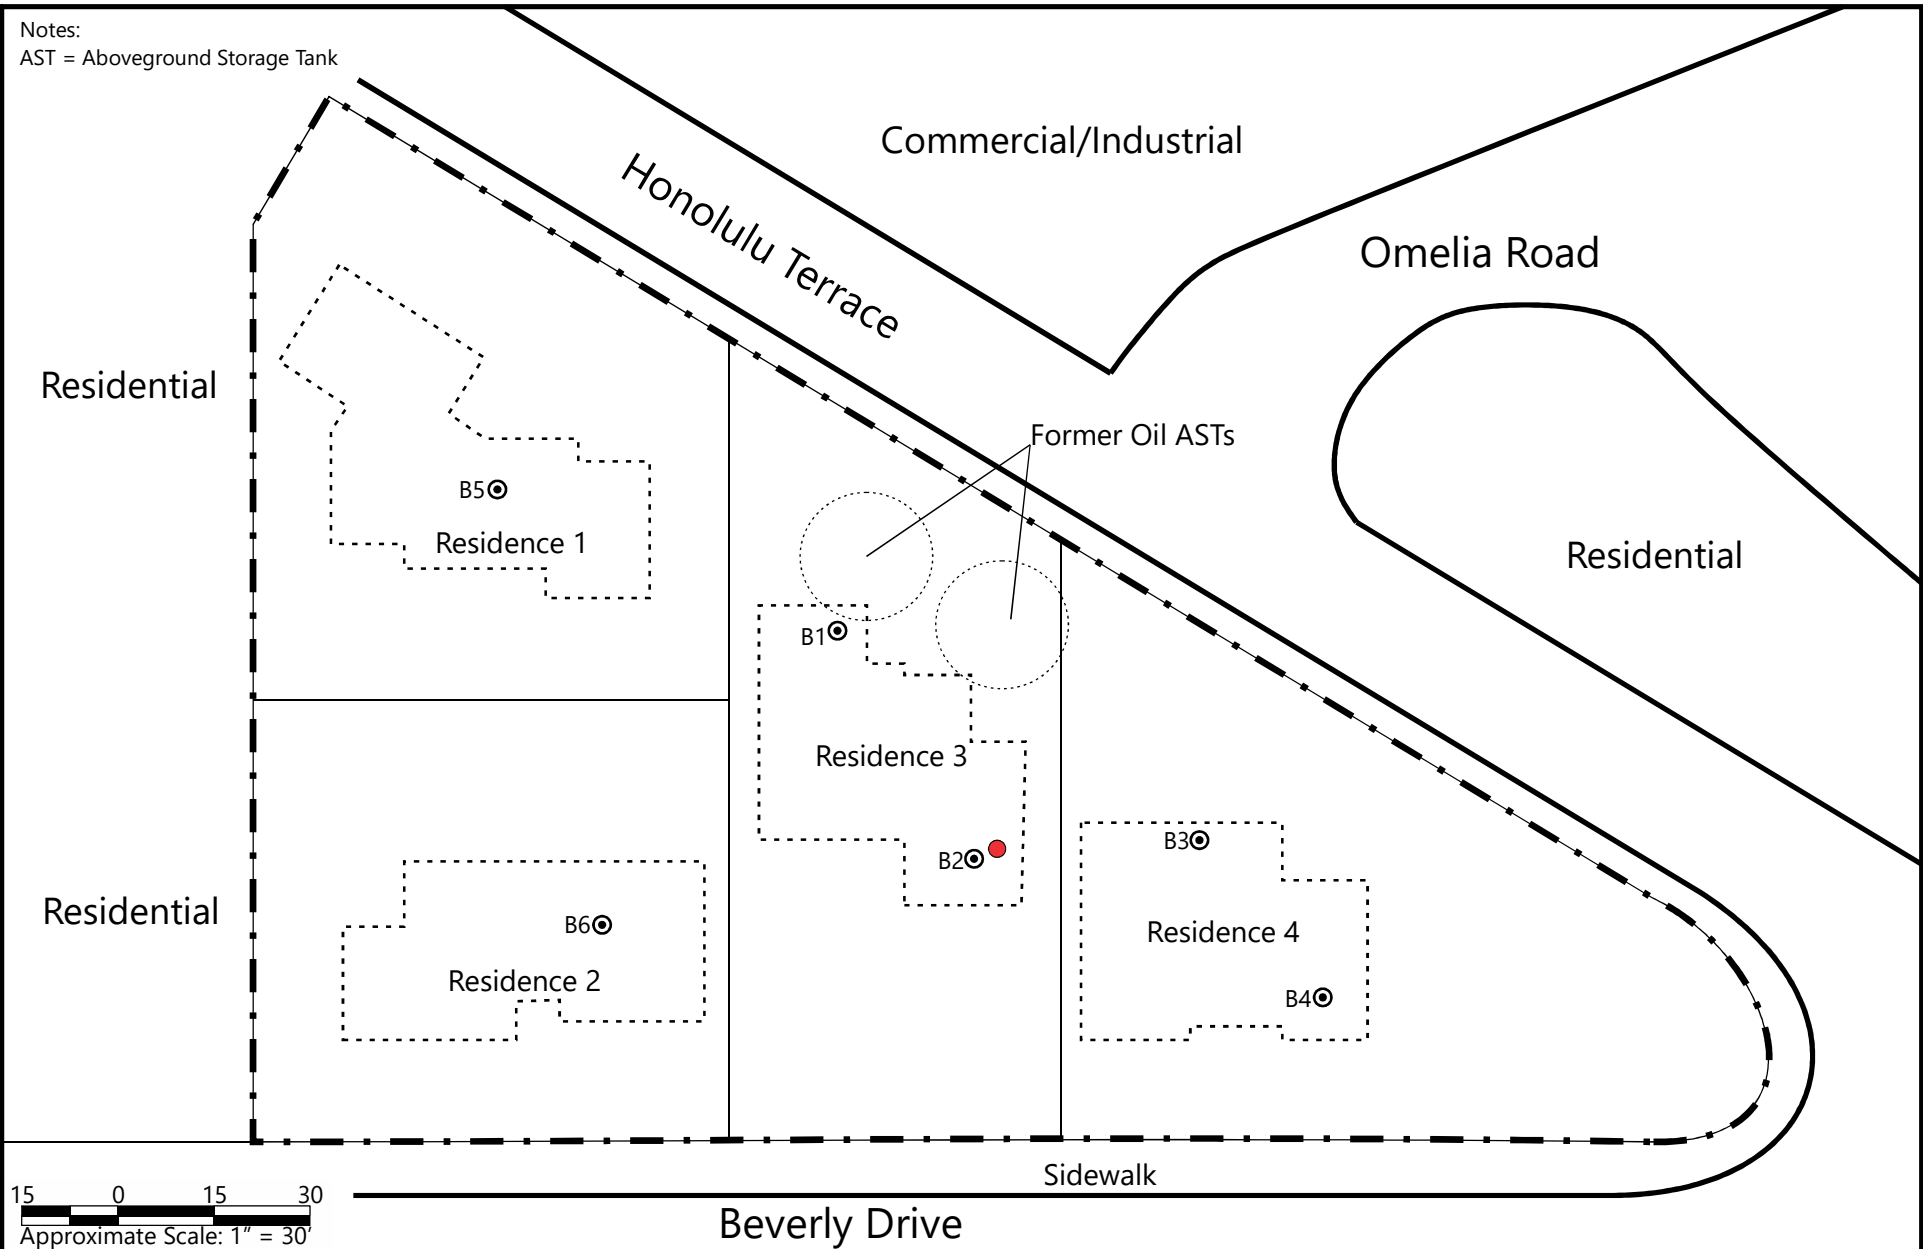 Notes:
AST = Aboveground Storage Tank
Commercial/Industrial
Honolulu Terrace
Omelia Road
Residential
Former Oil ASTs
B5
Residence 1
Residential
B1
Residence 3
B3
B2
Residential
B6
Residence 4
Residence 2
B4
Sidewalk
15 0 15 30
Approximate Scale: 1" = 30'
Beverly Drive